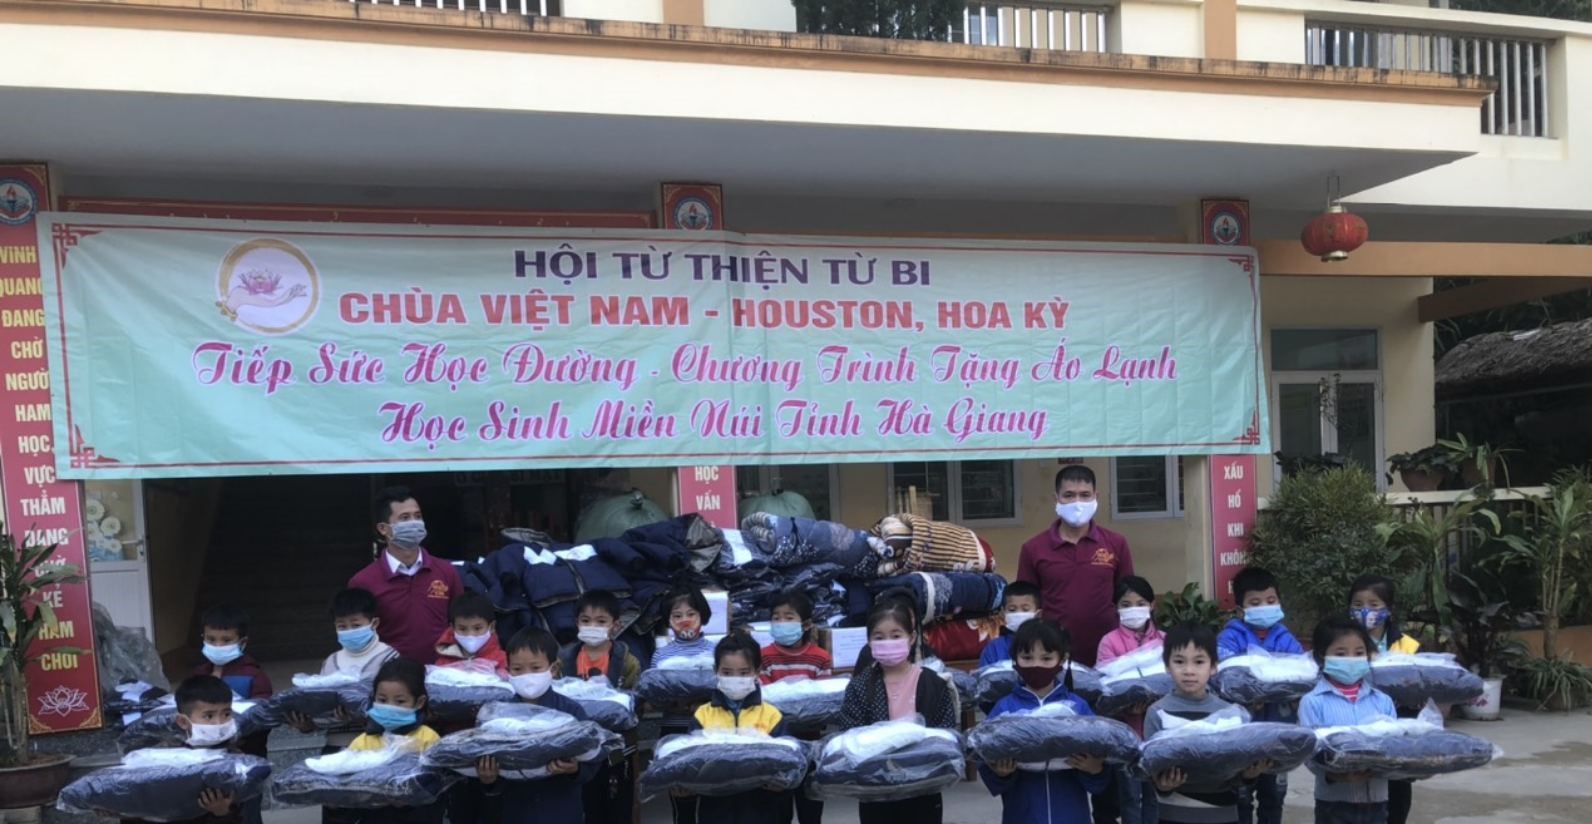 HỘI TỪ THIỆN TỪ BI
CHÙA VIỆT NAM - HOUSTON, HOA KỲ
Tiếp Sức Học Đường - Chương Trình Tặng Áo Lạnh
Học Sinh Miền Núi Tỉnh Hà Giang
VINH
QUANG
ĐANG
CHỜ
NGƯỜI
HAM
HỌC,
VỰC
THẲM
ĐANG
CHỜ
KẺ
HAM
CHƠI
HỌC
VẤN
XẤU
HỔ
KHI
KHÔNG